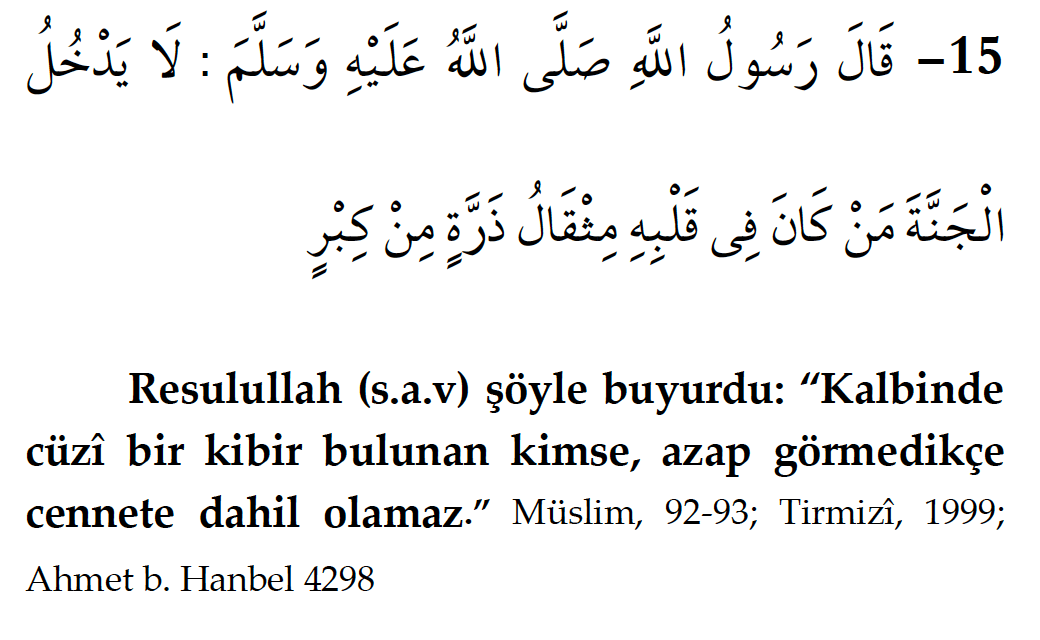 15– قَالَ رَسُولُ اللَّهِ صَلَّى اللَّهُ عَلَيْهِ وَسَلَّمَ : لَا يَدْخُلُ
الْجَنَّةَ مَنْ كَانَ فِى قَلْبِهِ مِثْقَالُ ذَرَّةٍ مِنْ كِبْرٍ
Resulullah (s.a.v) şöyle buyurdu: “Kalbinde
cüzî bir kibir bulunan kimse, azap görmedikçe
cennete dahil olamaz.” Müslim, 92-93; Tirmizî, 1999;
Ahmet b. Hanbel 4298